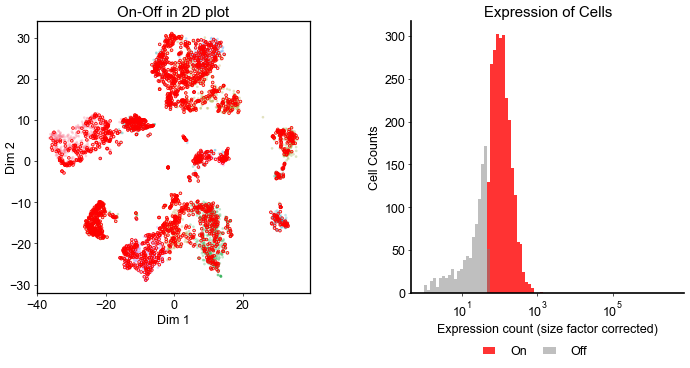 On-Off in 2D plot
30
20
10
0
−10
−20
−30
−40
−20
0
20
Dim 2
Dim 1
Expression of Cells
300
250
200
150
100
50
0
10^1
10^3
10^5
Cell Counts
Expression count (size factor corrected)
On
Off